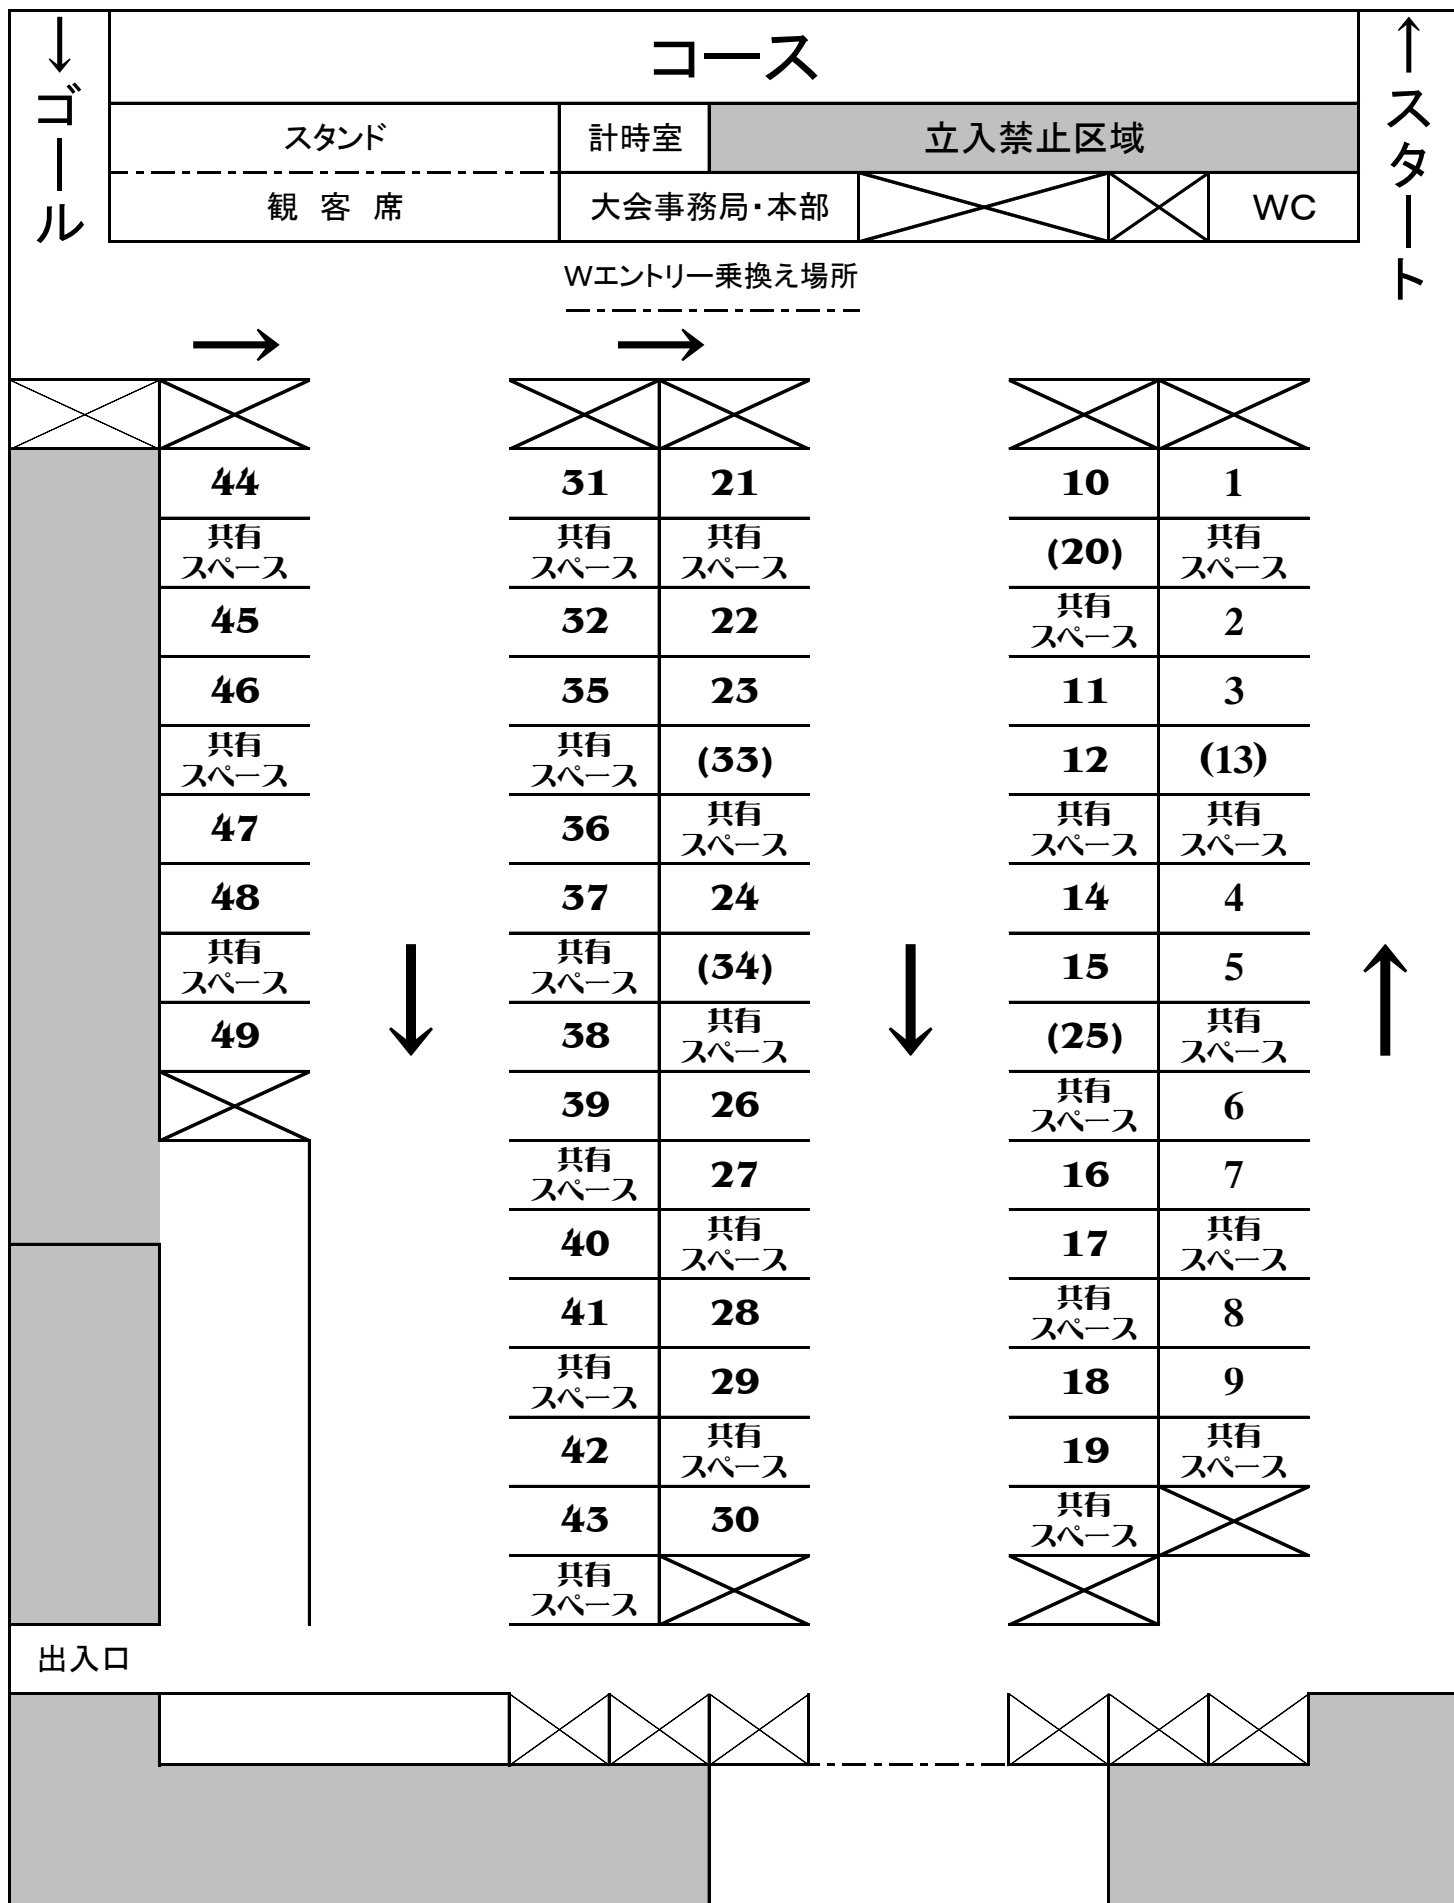 コース
↓ゴール
↑スタート
スタンド 計時室 立入禁止区域
観 客 席 大会事務局・本部 WC
Wエントリー乗換え場所
→ →
44 31 21 10 1
共有スペース 共有スペース 共有スペース (20) 共有スペース
45 32 22 共有スペース 2
46 35 23 11 3
共有スペース 共有スペース (33) 12 (13)
47 36 共有スペース 共有スペース 共有スペース
48 37 24 14 4
共有スペース 共有スペース (34) 15 5
49 38 共有スペース (25) 共有スペース
39 26 共有スペース 6
共有スペース 27 16 7
40 共有スペース 17 共有スペース
41 28 共有スペース 8
共有スペース 29 18 9
42 共有スペース 19 共有スペース
43 30 共有スペース
共有スペース
出入口